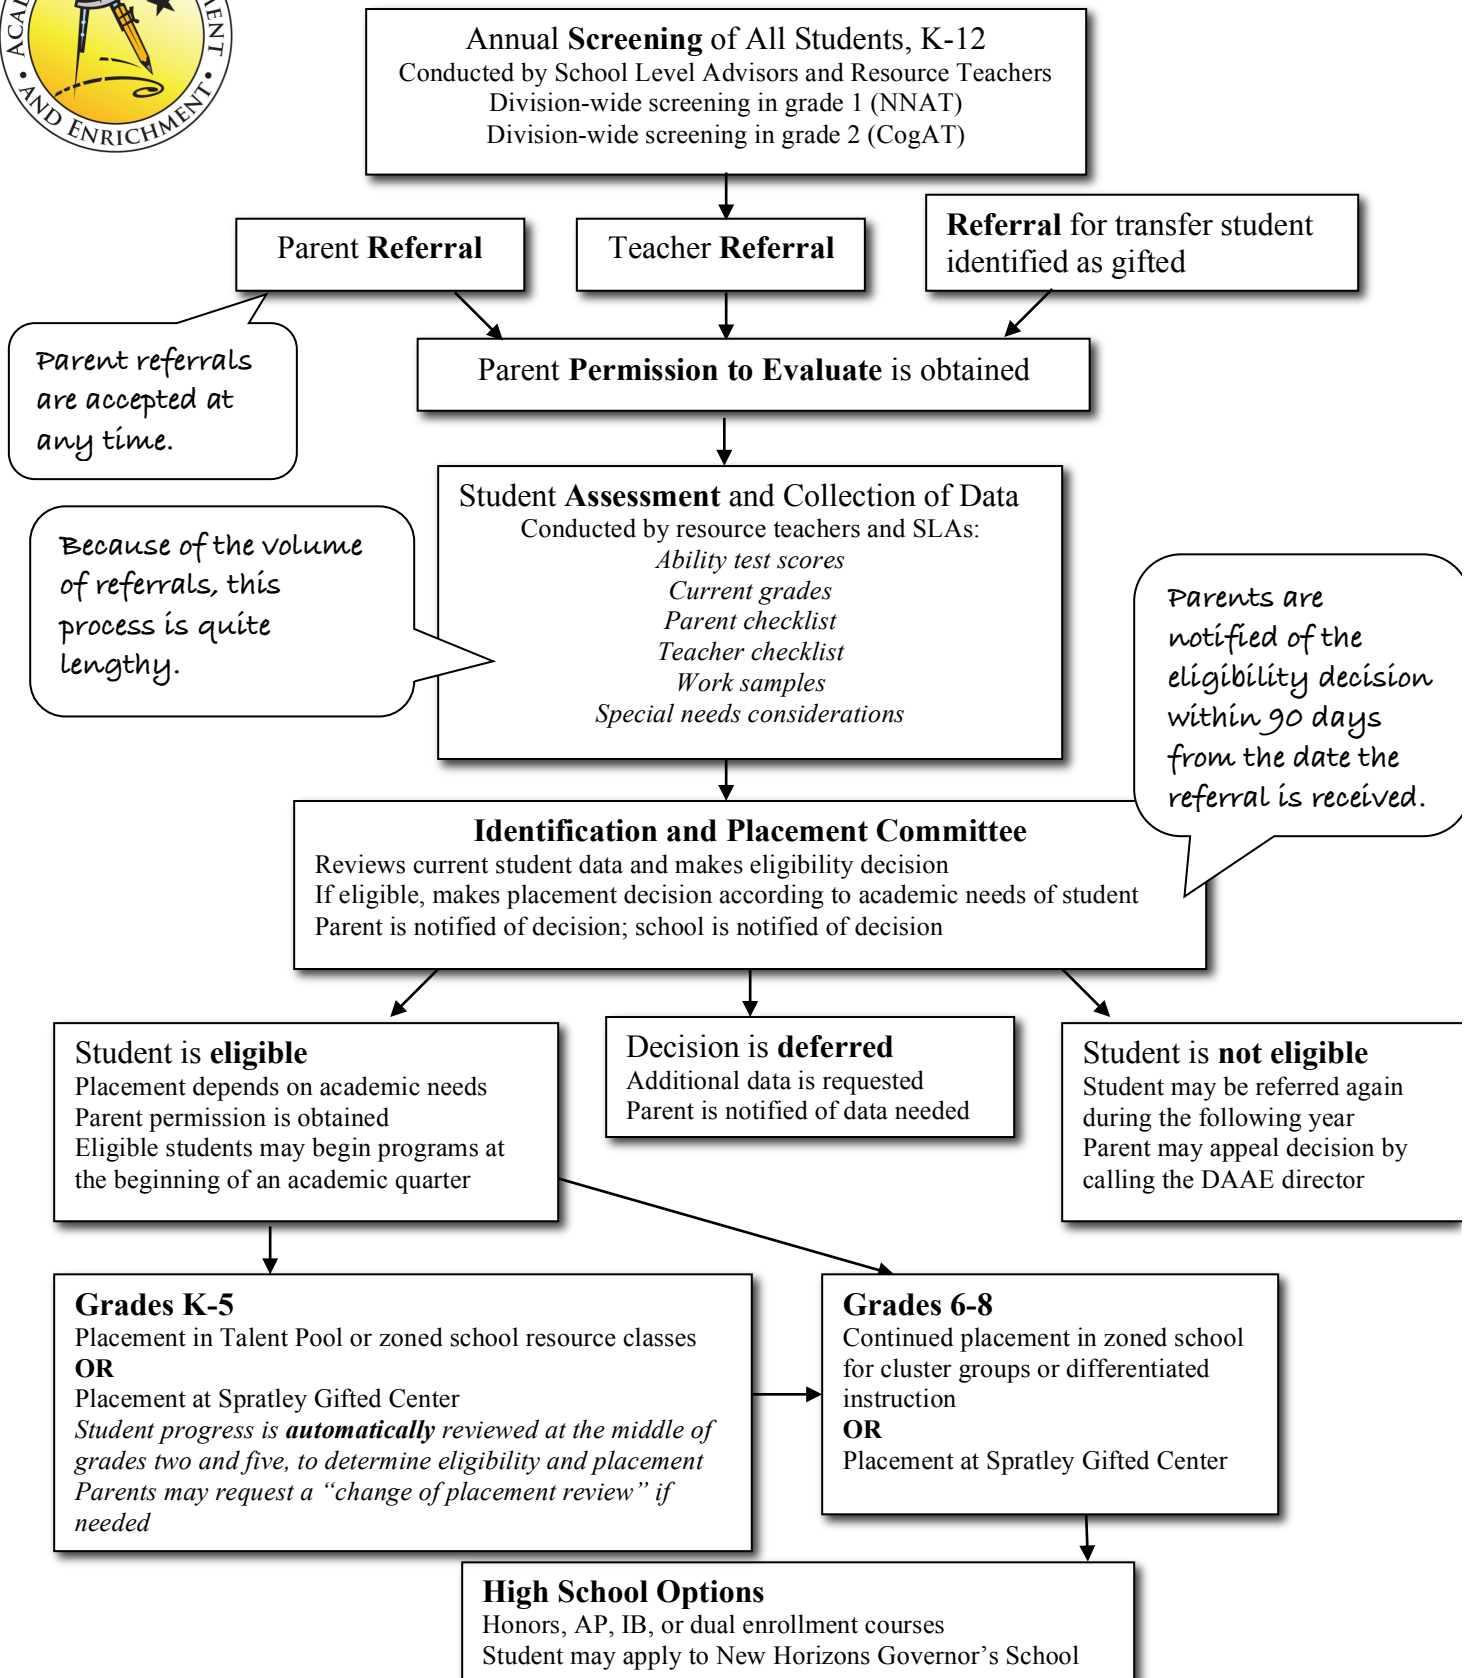 ACAD
MENT
AND ENRICHMENT
Annual Screening of All Students, K-12
Conducted by School Level Advisors and Resource Teachers
Division-wide screening in grade 1 (NNAT)
Division-wide screening in grade 2 (CogAT)
Parent Referral
Teacher Referral
Referral for transfer student
identified as gifted
Parent referrals
are accepted at
any time.
Parent Permission to Evaluate is obtained
Student Assessment and Collection of Data
Conducted by resource teachers and SLAs:
Ability test scores
Current grades
Parent checklist
Teacher checklist
Work samples
Special needs considerations
Because of the volume
of referrals, this
process is quite
lengthy.
Parents are
notified of the
eligibility decision
within 90 days
from the date the
referral is received.
Identification and Placement Committee
Reviews current student data and makes eligibility decision
If eligible, makes placement decision according to academic needs of student
Parent is notified of decision; school is notified of decision
Student is eligible
Placement depends on academic needs
Parent permission is obtained
Eligible students may begin programs at
the beginning of an academic quarter
Decision is deferred
Additional data is requested
Parent is notified of data needed
Student is not eligible
Student may be referred again
during the following year
Parent may appeal decision by
calling the DAAE director
Grades K-5
Placement in Talent Pool or zoned school resource classes
OR
Placement at Spratley Gifted Center
Student progress is automatically reviewed at the middle of
grades two and five, to determine eligibility and placement
Parents may request a “change of placement review” if
needed
Grades 6-8
Continued placement in zoned school
for cluster groups or differentiated
instruction
OR
Placement at Spratley Gifted Center
High School Options
Honors, AP, IB, or dual enrollment courses
Student may apply to New Horizons Governor’s School